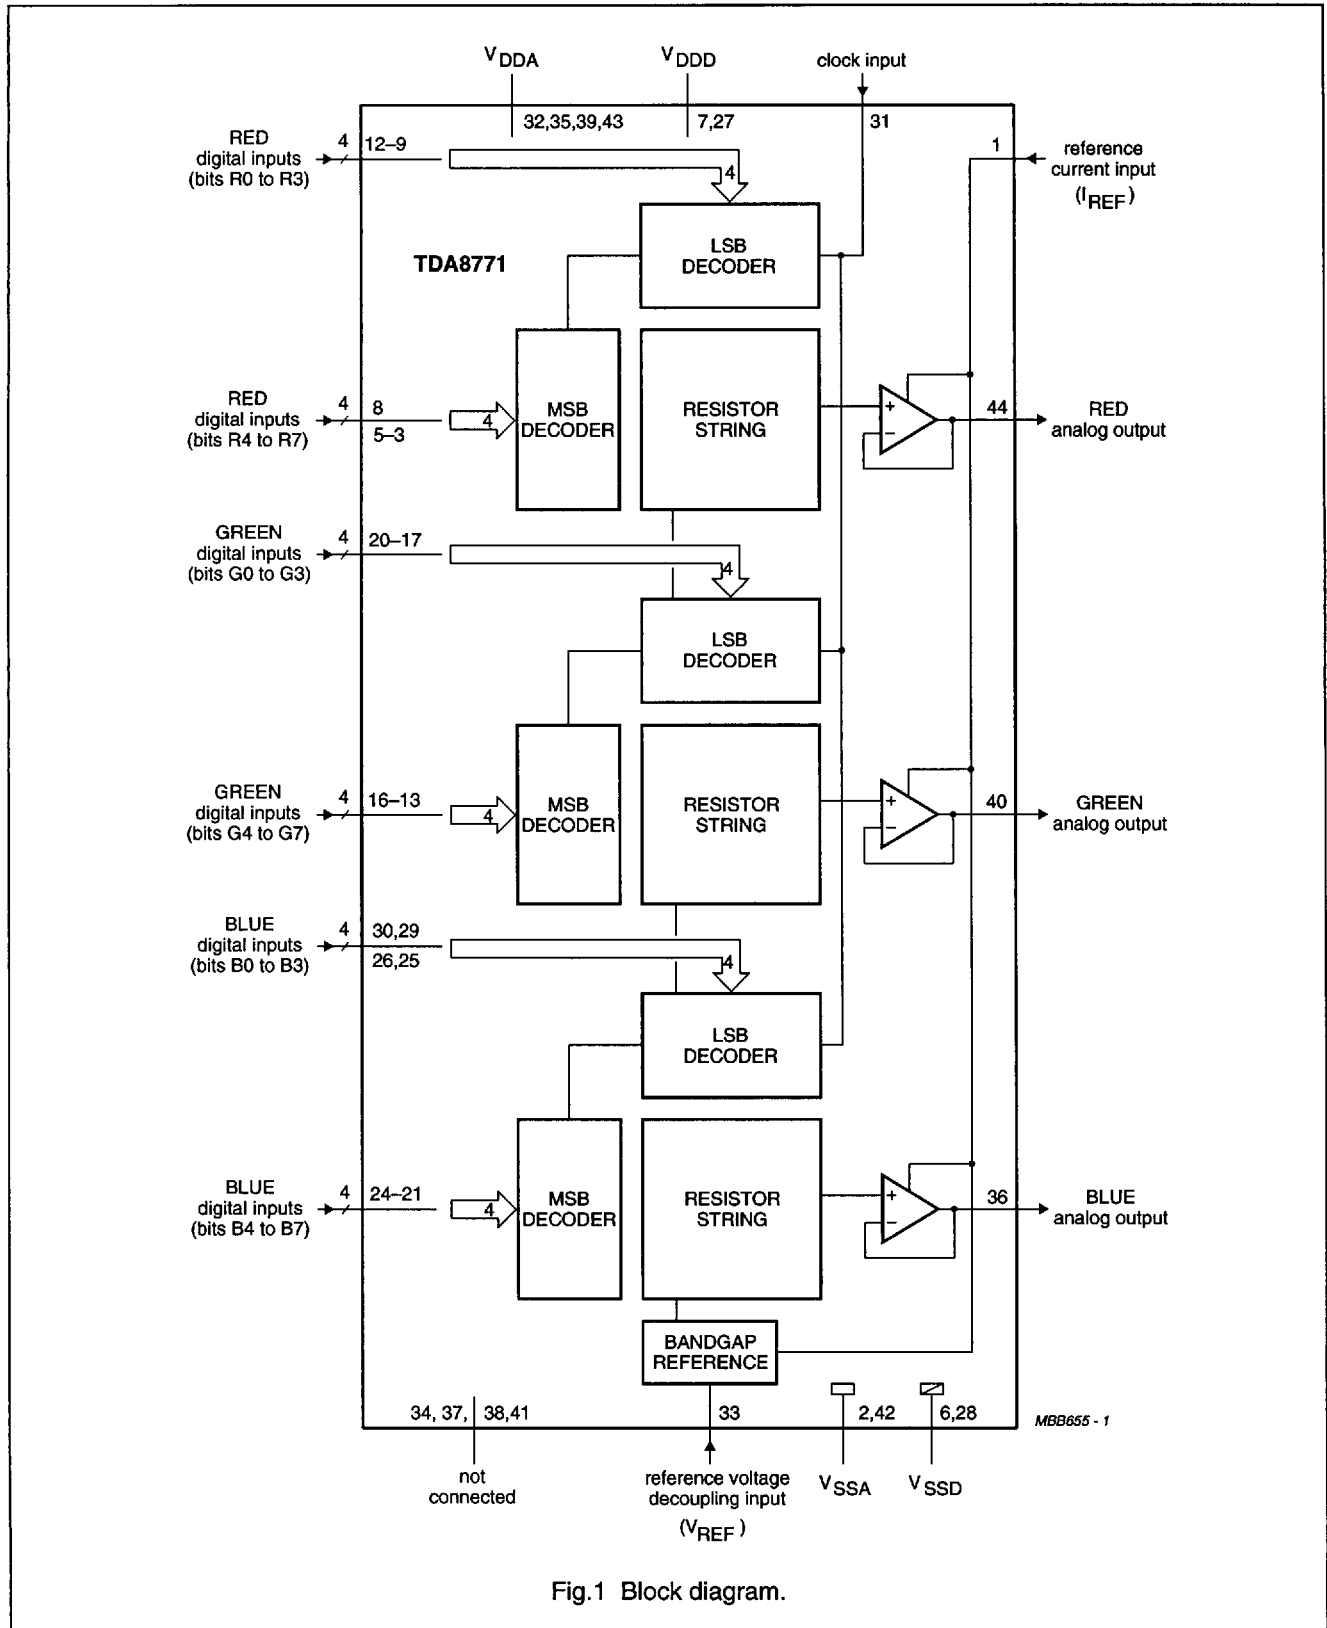 VDDA
VDDD
clock input
32,35,39,43
7,27
31
RED
digital inputs
(bits R0 to R3)
4
12–9
4
1
reference
current input
(IREF)
LSB
DECODER
TDA8771
RED
digital inputs
(bits R4 to R7)
4
8
5–3
4
MSB
DECODER
RESISTOR
STRING
+
–
44
RED
analog output
GREEN
digital inputs
(bits G0 to G3)
4
20–17
4
LSB
DECODER
GREEN
digital inputs
(bits G4 to G7)
4
16–13
4
MSB
DECODER
RESISTOR
STRING
+
–
40
GREEN
analog output
BLUE
digital inputs
(bits B0 to B3)
4
30,29
26,25
4
LSB
DECODER
BLUE
digital inputs
(bits B4 to B7)
4
24–21
4
MSB
DECODER
RESISTOR
STRING
+
–
36
BLUE
analog output
BANDGAP
REFERENCE
34, 37, 38,41
33
2,42
6,28
MBB655 - 1
not
connected
reference voltage
decoupling input
(VREF)
VSSA
VSSD
Fig.1 Block diagram.